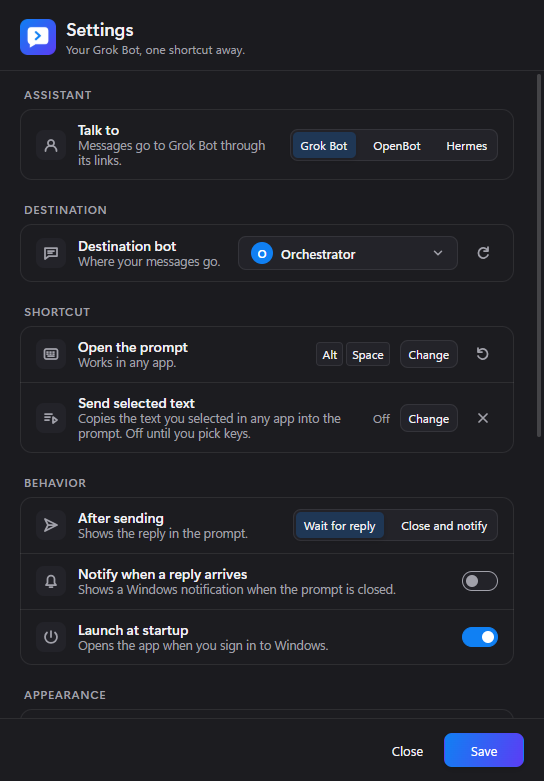 Settings
Your Grok Bot, one shortcut away.
ASSISTANT
Talk to
Messages go to Grok Bot through
its links.
Grok Bot
OpenBot
Hermes
DESTINATION
Destination bot
Where your messages go.
O
Orchestrator
SHORTCUT
Open the prompt
Works in any app.
Alt
Space
Change
Send selected text
Copies the text you selected in any app into the
prompt. Off until you pick keys.
Off
Change
BEHAVIOR
After sending
Shows the reply in the prompt.
Wait for reply
Close and notify
Notify when a reply arrives
Shows a Windows notification when the prompt is closed.
Launch at startup
Opens the app when you sign in to Windows.
APPEARANCE
Close
Save